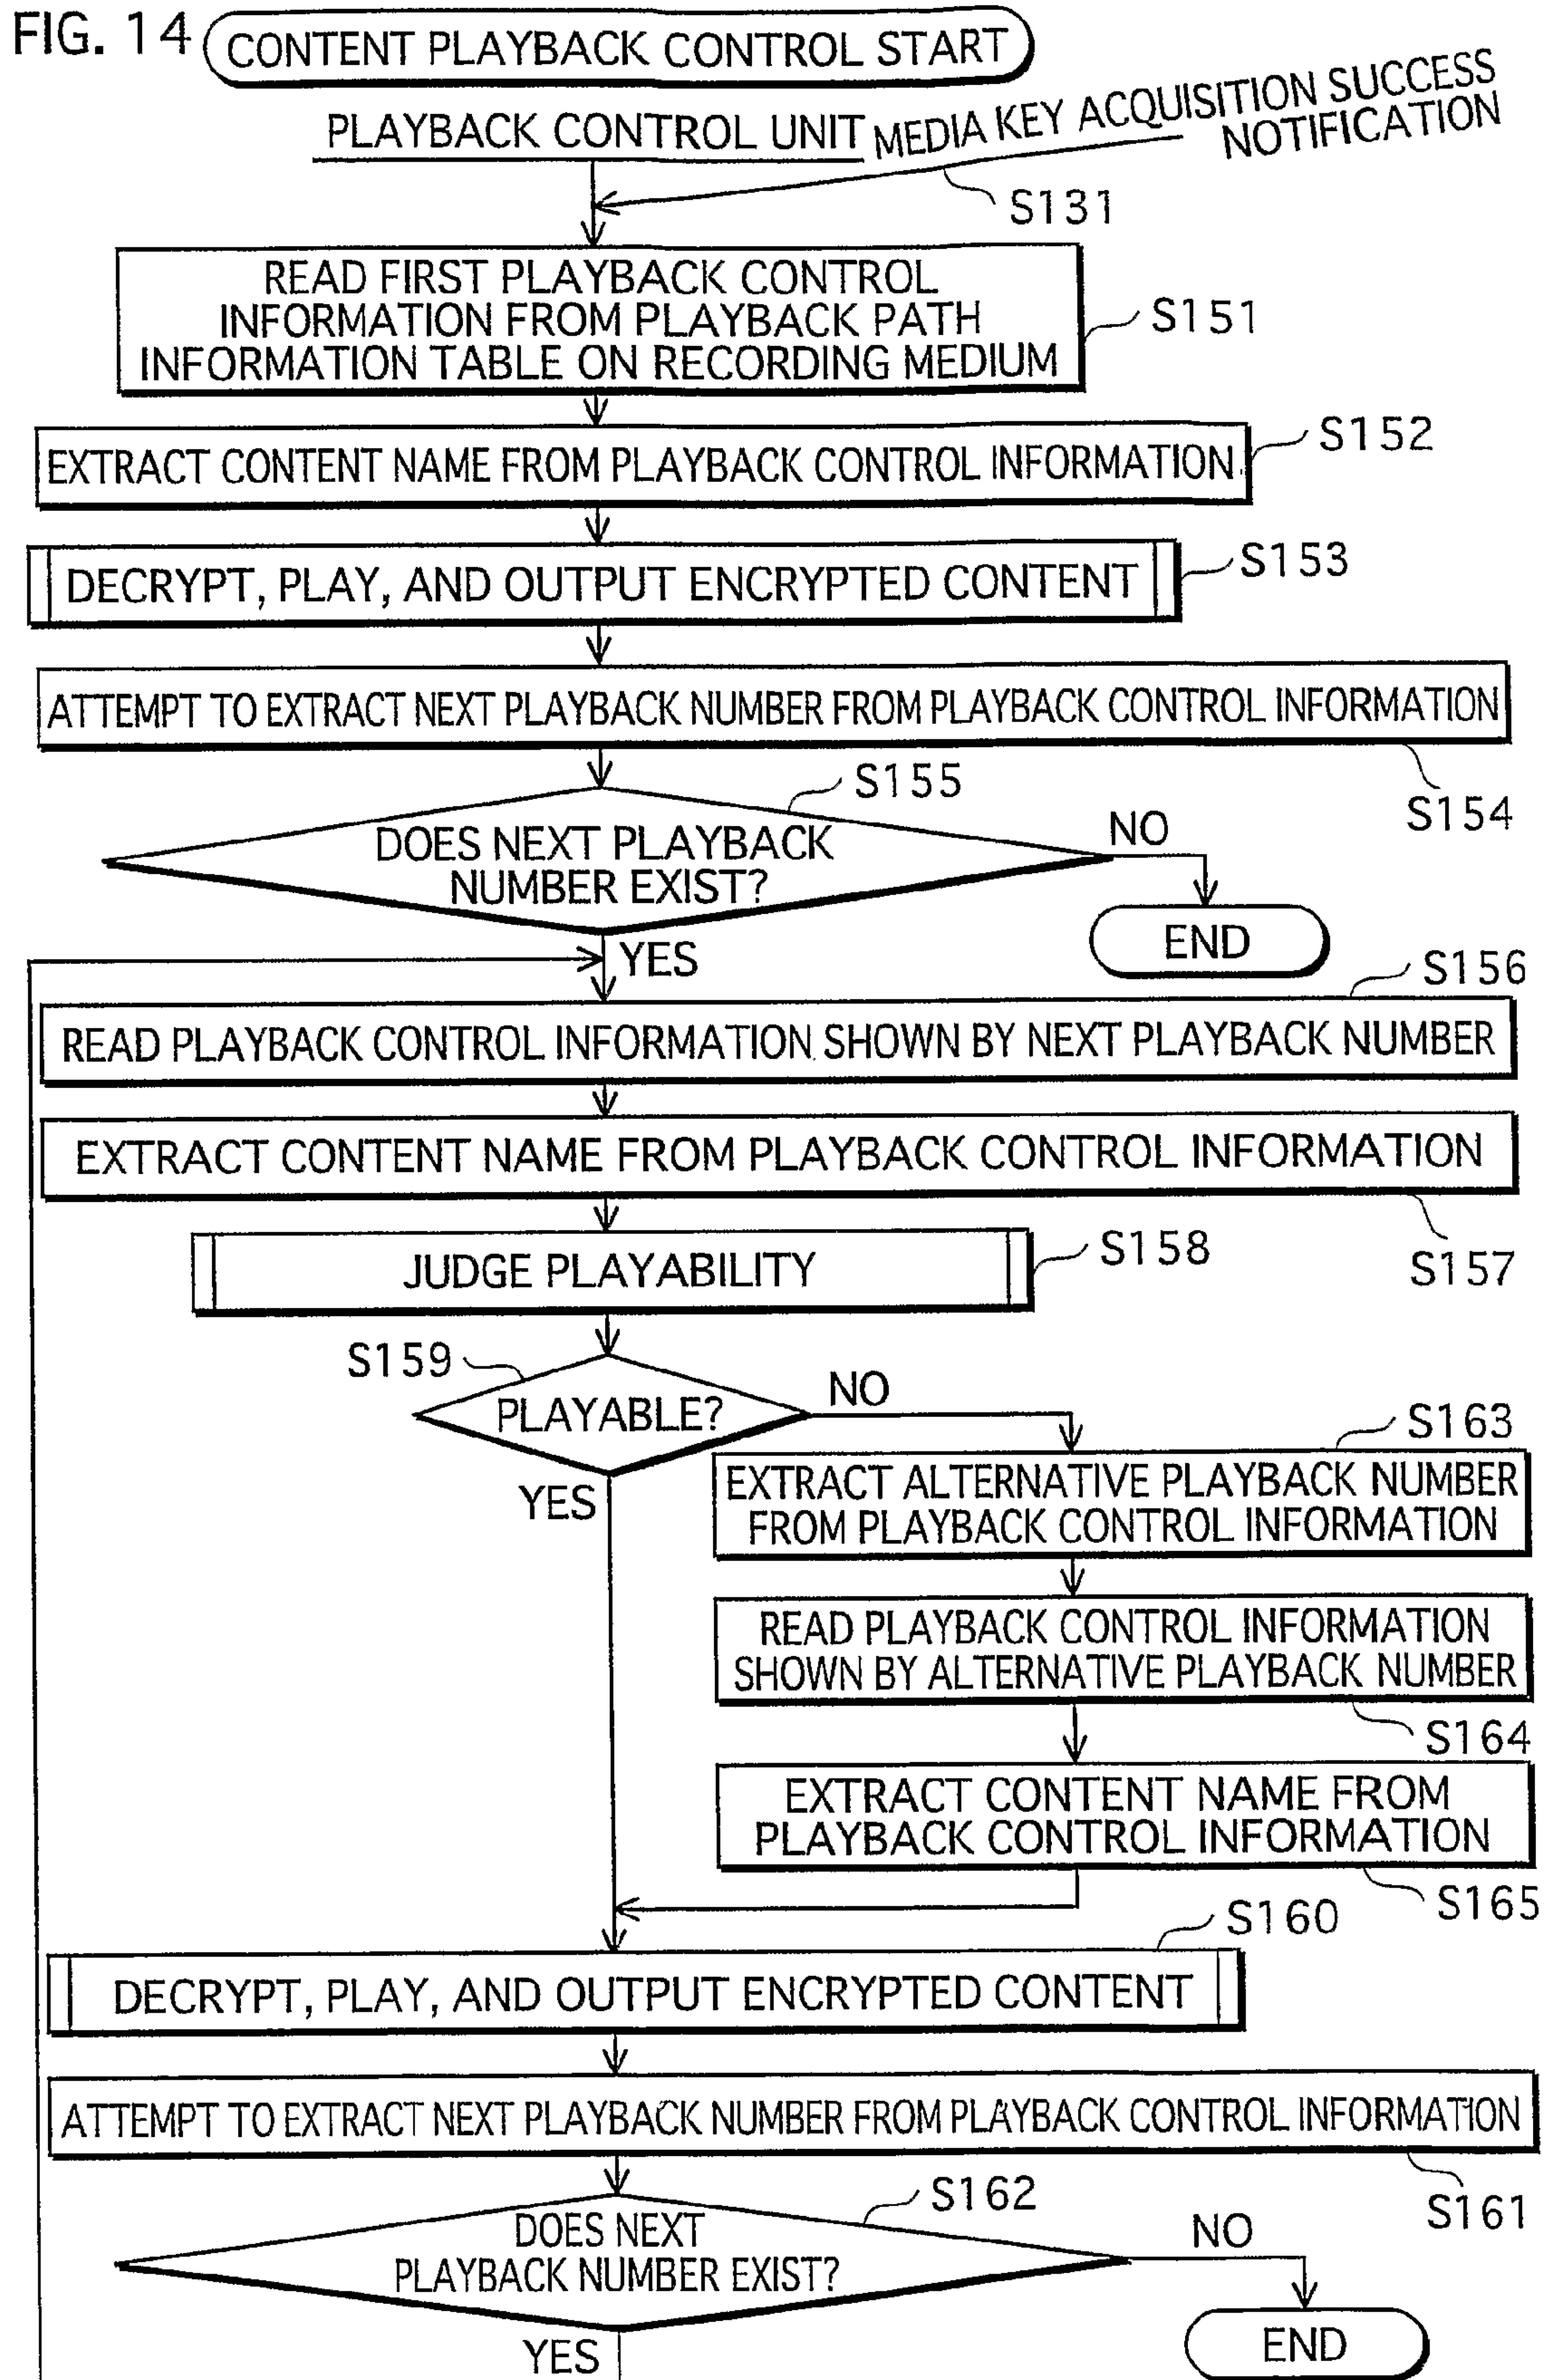 FIG. 14
CONTENT PLAYBACK CONTROL START
PLAYBACK CONTROL UNIT
MEDIA KEY ACQUISITION SUCCESS
NOTIFICATION
S131
READ FIRST PLAYBACK CONTROL
INFORMATION FROM PLAYBACK PATH
INFORMATION TABLE ON RECORDING MEDIUM
S151
EXTRACT CONTENT NAME FROM PLAYBACK CONTROL INFORMATION
S152
DECRYPT, PLAY, AND OUTPUT ENCRYPTED CONTENT
S153
ATTEMPT TO EXTRACT NEXT PLAYBACK NUMBER FROM PLAYBACK CONTROL INFORMATION
S154
S155
DOES NEXT PLAYBACK
NUMBER EXIST?
NO
END
YES
S156
READ PLAYBACK CONTROL INFORMATION SHOWN BY NEXT PLAYBACK NUMBER
EXTRACT CONTENT NAME FROM PLAYBACK CONTROL INFORMATION
S157
JUDGE PLAYABILITY
S158
S159
PLAYABLE?
NO
YES
S163
EXTRACT ALTERNATIVE PLAYBACK NUMBER
FROM PLAYBACK CONTROL INFORMATION
READ PLAYBACK CONTROL INFORMATION
SHOWN BY ALTERNATIVE PLAYBACK NUMBER
S164
EXTRACT CONTENT NAME FROM
PLAYBACK CONTROL INFORMATION
S165
S160
DECRYPT, PLAY, AND OUTPUT ENCRYPTED CONTENT
ATTEMPT TO EXTRACT NEXT PLAYBACK NUMBER FROM PLAYBACK CONTROL INFORMATION
S161
S162
DOES NEXT
PLAYBACK NUMBER EXIST?
NO
END
YES